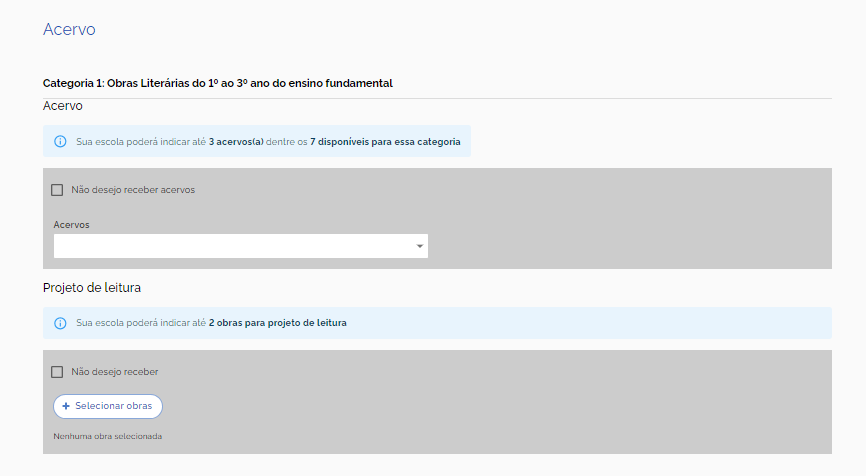 Acervo
Categoria 1: Obras Literárias do 1º ao 3º ano do ensino fundamental
Acervo
Sua escola poderá indicar até 3 acervos(a) dentre os 7 disponíveis para essa categoria
Não desejo receber acervos
Acervos
Projeto de leitura
Sua escola poderá indicar até 2 obras para projeto de leitura
Não desejo receber
+ Selecionar obras
Nenhuma obra selecionada